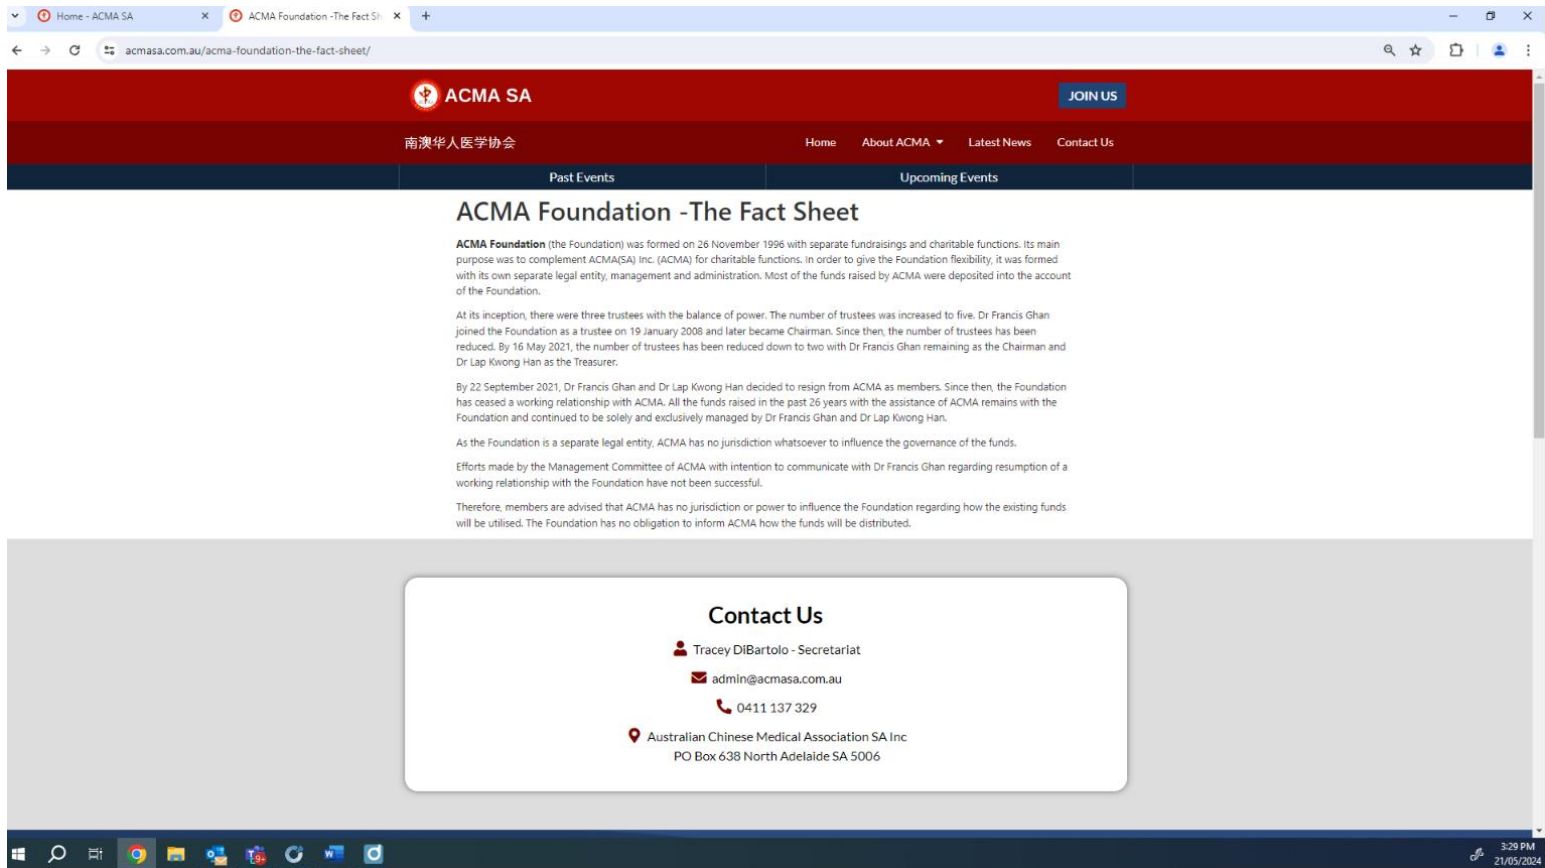 Home - ACMA SA
ACMA Foundation -The Fact Sh
acmasa.com.au/acma-foundation-the-fact-sheet/
ACMA SA
JOIN US
南澳华人医学协会
Home About ACMA Latest News Contact Us
Past Events Upcoming Events
ACMA Foundation -The Fact Sheet
ACMA Foundation (the Foundation) was formed on 26 November 1996 with separate fundraisings and charitable functions. Its main
purpose was to complement ACMA(SA) Inc. (ACMA) for charitable functions. In order to give the Foundation flexibility, it was formed
with its own separate legal entity, management and administration. Most of the funds raised by ACMA were deposited into the account
of the Foundation.
At its inception, there were three trustees with the balance of power. The number of trustees was increased to five. Dr Francis Ghan
joined the Foundation as a trustee on 19 January 2008 and later became Chairman. Since then, the number of trustees has been
reduced. By 16 May 2021, the number of trustees has been reduced down to two with Dr Francis Ghan remaining as the Chairman and
Dr Lap Kwong Han as the Treasurer.
By 22 September 2021, Dr Francis Ghan and Dr Lap Kwong Han decided to resign from ACMA as members. Since then, the Foundation
has ceased a working relationship with ACMA. All the funds raised in the past 26 years with the assistance of ACMA remains with the
Foundation and continued to be solely and exclusively managed by Dr Francis Ghan and Dr Lap Kwong Han.
As the Foundation is a separate legal entity, ACMA has no jurisdiction whatsoever to influence the governance of the funds.
Efforts made by the Management Committee of ACMA with intention to communicate with Dr Francis Ghan regarding resumption of a
working relationship with the Foundation have not been successful.
Therefore, members are advised that ACMA has no jurisdiction or power to influence the Foundation regarding how the existing funds
will be utilised. The Foundation has no obligation to inform ACMA how the funds will be distributed.
Contact Us
Tracey DiBartolo - Secretariat
admin@acmasa.com.au
0411 137 329
Australian Chinese Medical Association SA Inc
PO Box 638 North Adelaide SA 5006
3:29 PM
21/05/2024